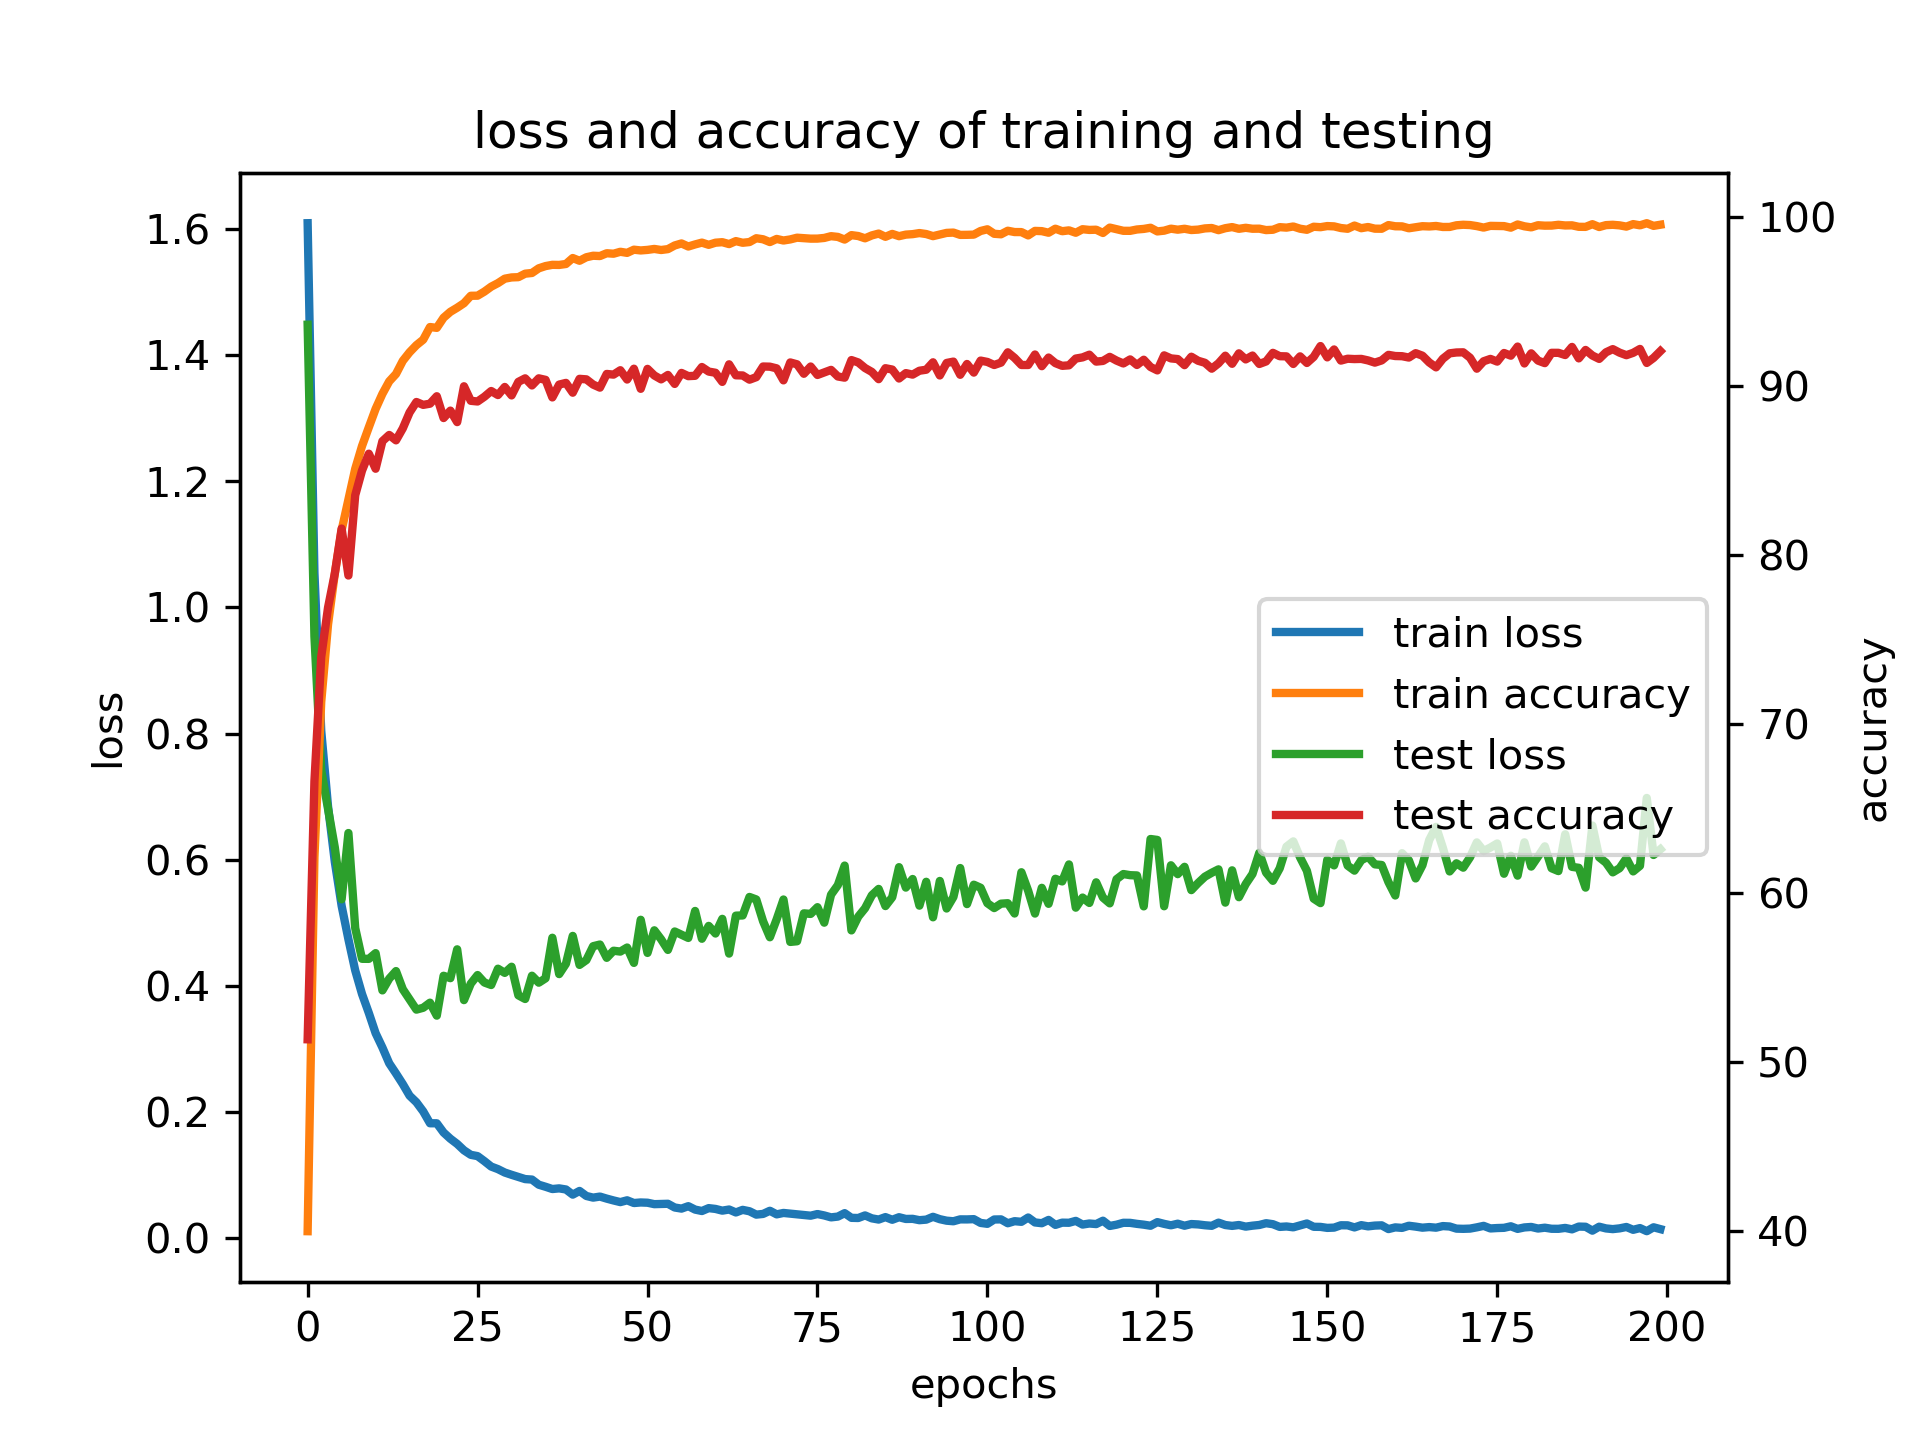 loss and accuracy of training and testing
1.6
1.4
1.2
1.0
0.8
0.6
0.4
0.2
0.0
loss
100
90
80
70
60
50
40
accuracy
train loss
train accuracy
test loss
test accuracy
0 25 50 75 100 125 150 175 200
epochs